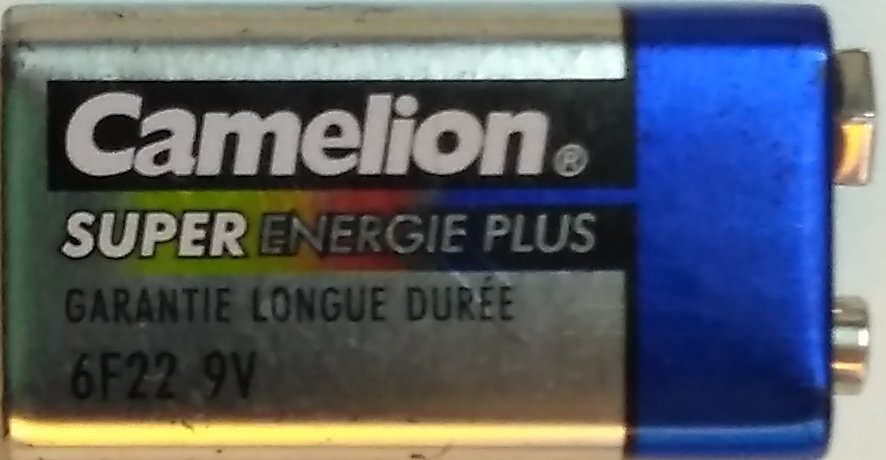 Camelion®
SUPER ENERGIE PLUS
GARANTIE LONGUE DURÉE
6F22 9V